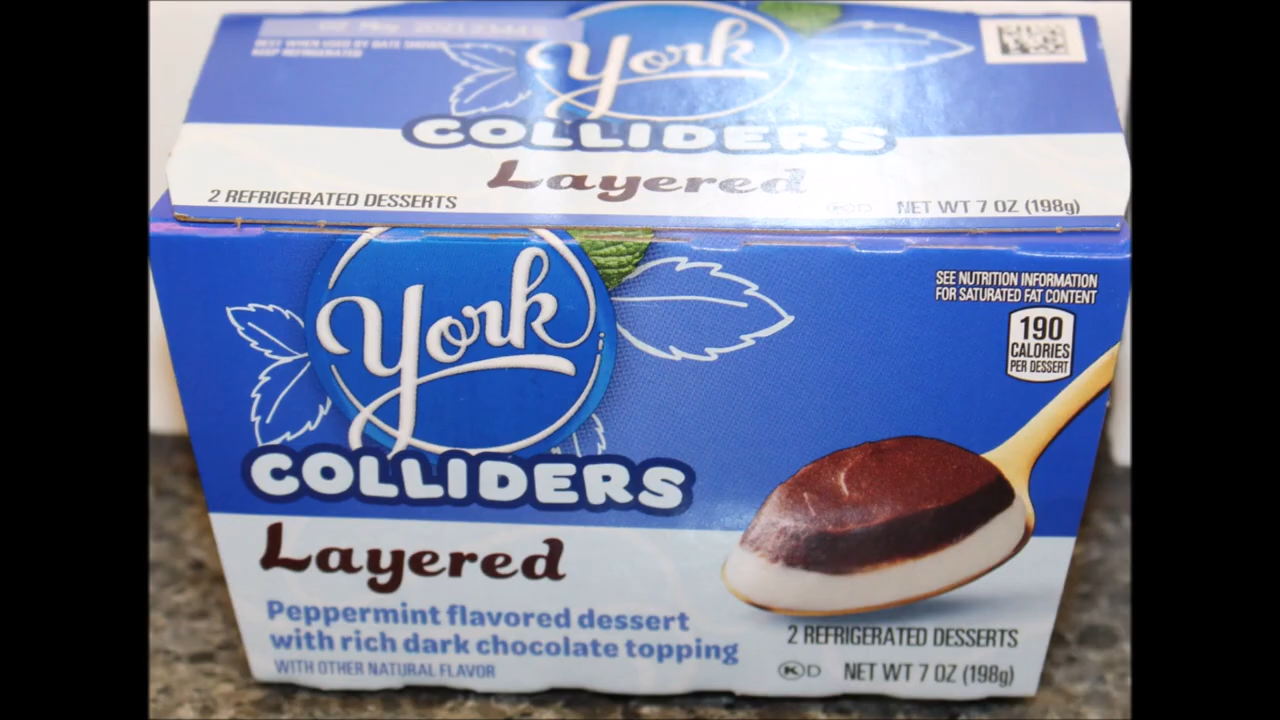 BEST WHEN USED BY DATE SHOWN
KEEP REFRIGERATED
York
COLLIDERS
Layered
2 REFRIGERATED DESSERTS
NET WT 7 OZ (198g)
York
COLLIDERS
Layered
Peppermint flavored dessert
with rich dark chocolate topping
WITH OTHER NATURAL FLAVOR
SEE NUTRITION INFORMATION
FOR SATURATED FAT CONTENT
190
CALORIES
PER DESSERT
2 REFRIGERATED DESSERTS
K D NET WT 7 OZ (198g)